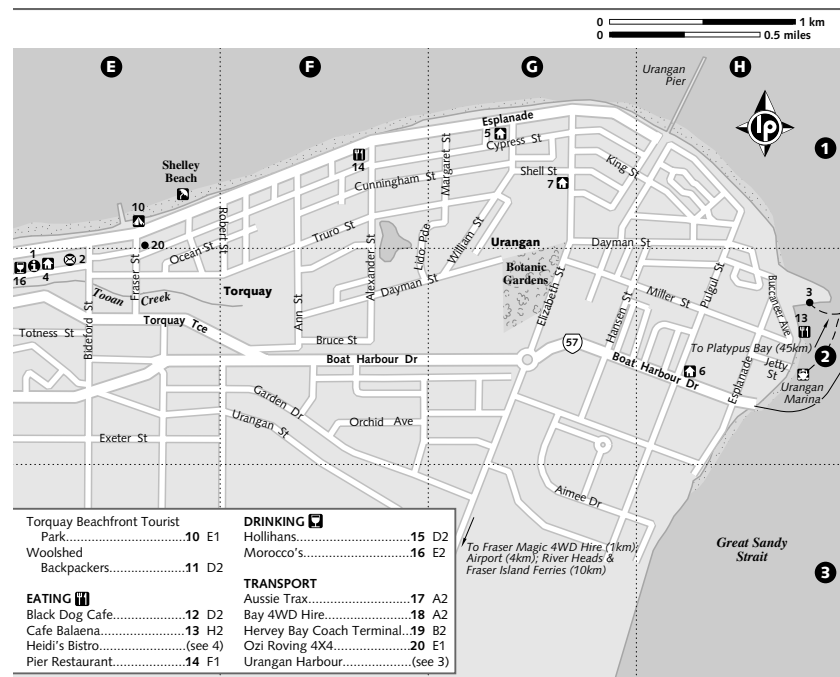 0 1 km
0 0.5 miles
E
F
G
H
Urangan
Pier
lp
1
Esplanade
5
Cypress St
14
Shelley
Beach
Margaret St
King St
Cunningham St
Shell St
7
10
Robert St
20
Truro St
William St
Urangan
Dayman St
1
2
Ocean St
Lido Pde
16
4
Fraser St
Alexander St
Botanic
Gardens
Elizabeth St
Tooan Creek
Torquay
Dayman St
Miller St
Pulgul St
Buccaneer Ave
3
Bideford St
Ann St
Hansen St
13
Totness St
Torquay Tce
Bruce St
57
To Platypus Bay (45km)
2
Boat Harbour Dr
Boat Harbour Dr
Jetty
St
6
Esplanade
Urangan
Marina
Garden Dr
Urangan St
Orchid Ave
Exeter St
Aimee Dr
Great Sandy
Strait
To Fraser Magic 4WD Hire (1km);
Airport (4km); River Heads &
Fraser Island Ferries (10km)
3
Torquay Beachfront Tourist
Park...........................10 E1
Woolshed
Backpackers...................11 D2
EATING
Black Dog Cafe......................12 D2
Cafe Balaena.........................13 H2
Heidi's Bistro......................(see 4)
Pier Restaurant......................14 F1
DRINKING
Hollihans.............................15 D2
Morocco's............................16 E2
TRANSPORT
Aussie Trax...........................17 A2
Bay 4WD Hire.......................18 A2
Hervey Bay Coach Terminal...19 B2
Ozi Roving 4X4.....................20 E1
Urangan Harbour.................(see 3)